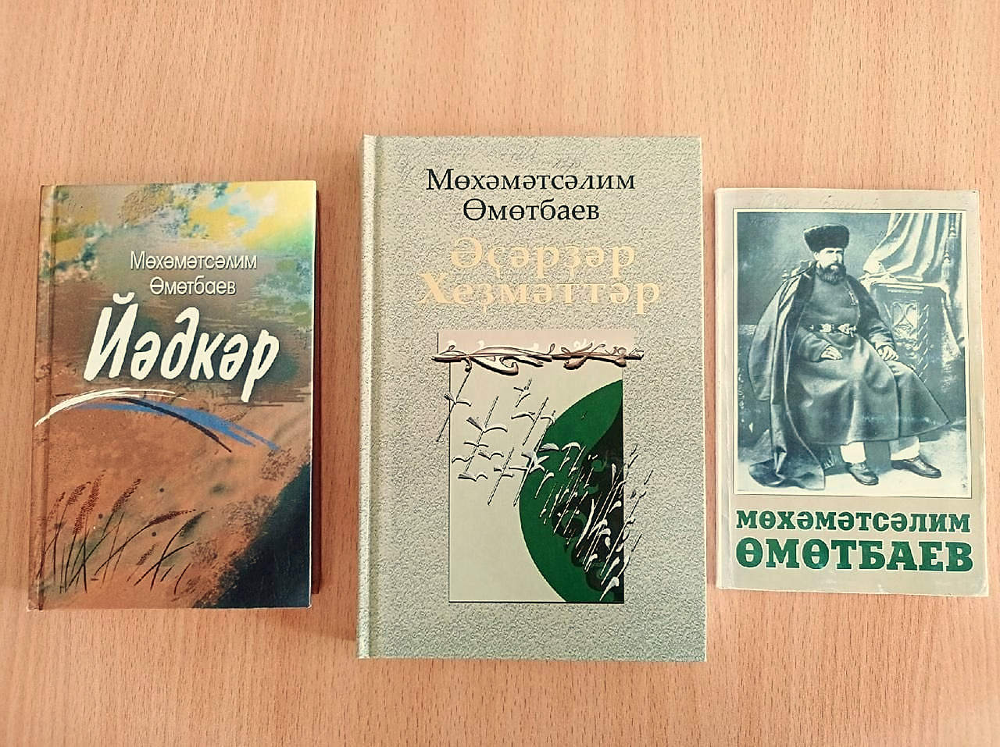 Мөхәмәтсәлим
Өмөтбаев
Йәдкәр
Мөхәмәтсәлим
Өмөтбаев
Әҫәрҙәр
Хеҙмәттәр
МӨХӘМӘТСӘЛИМ
ӨМӨТБАЕВ